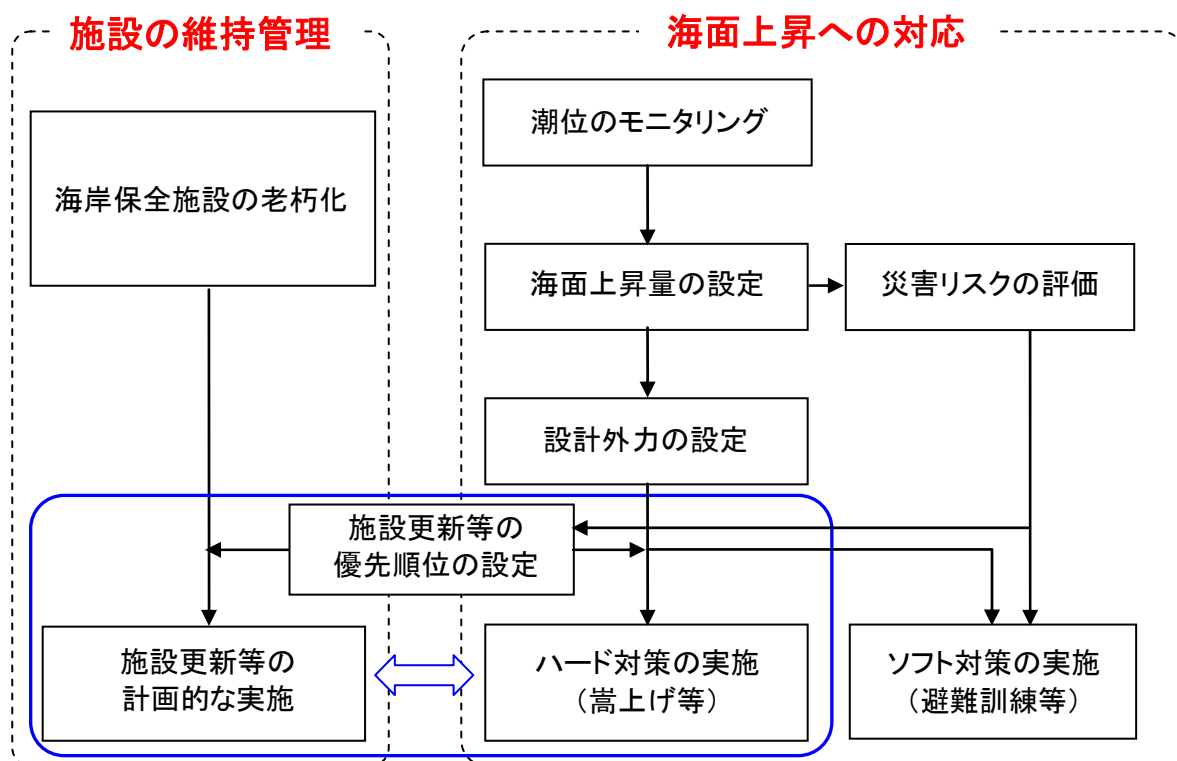 施設の維持管理
海面上昇への対応
潮位のモニタリング
海岸保全施設の老朽化
海面上昇量の設定
災害リスクの評価
設計外力の設定
施設更新等の
優先順位の設定
施設更新等の
計画的な実施
ハード対策の実施
（嵩上げ等）
ソフト対策の実施
（避難訓練等）